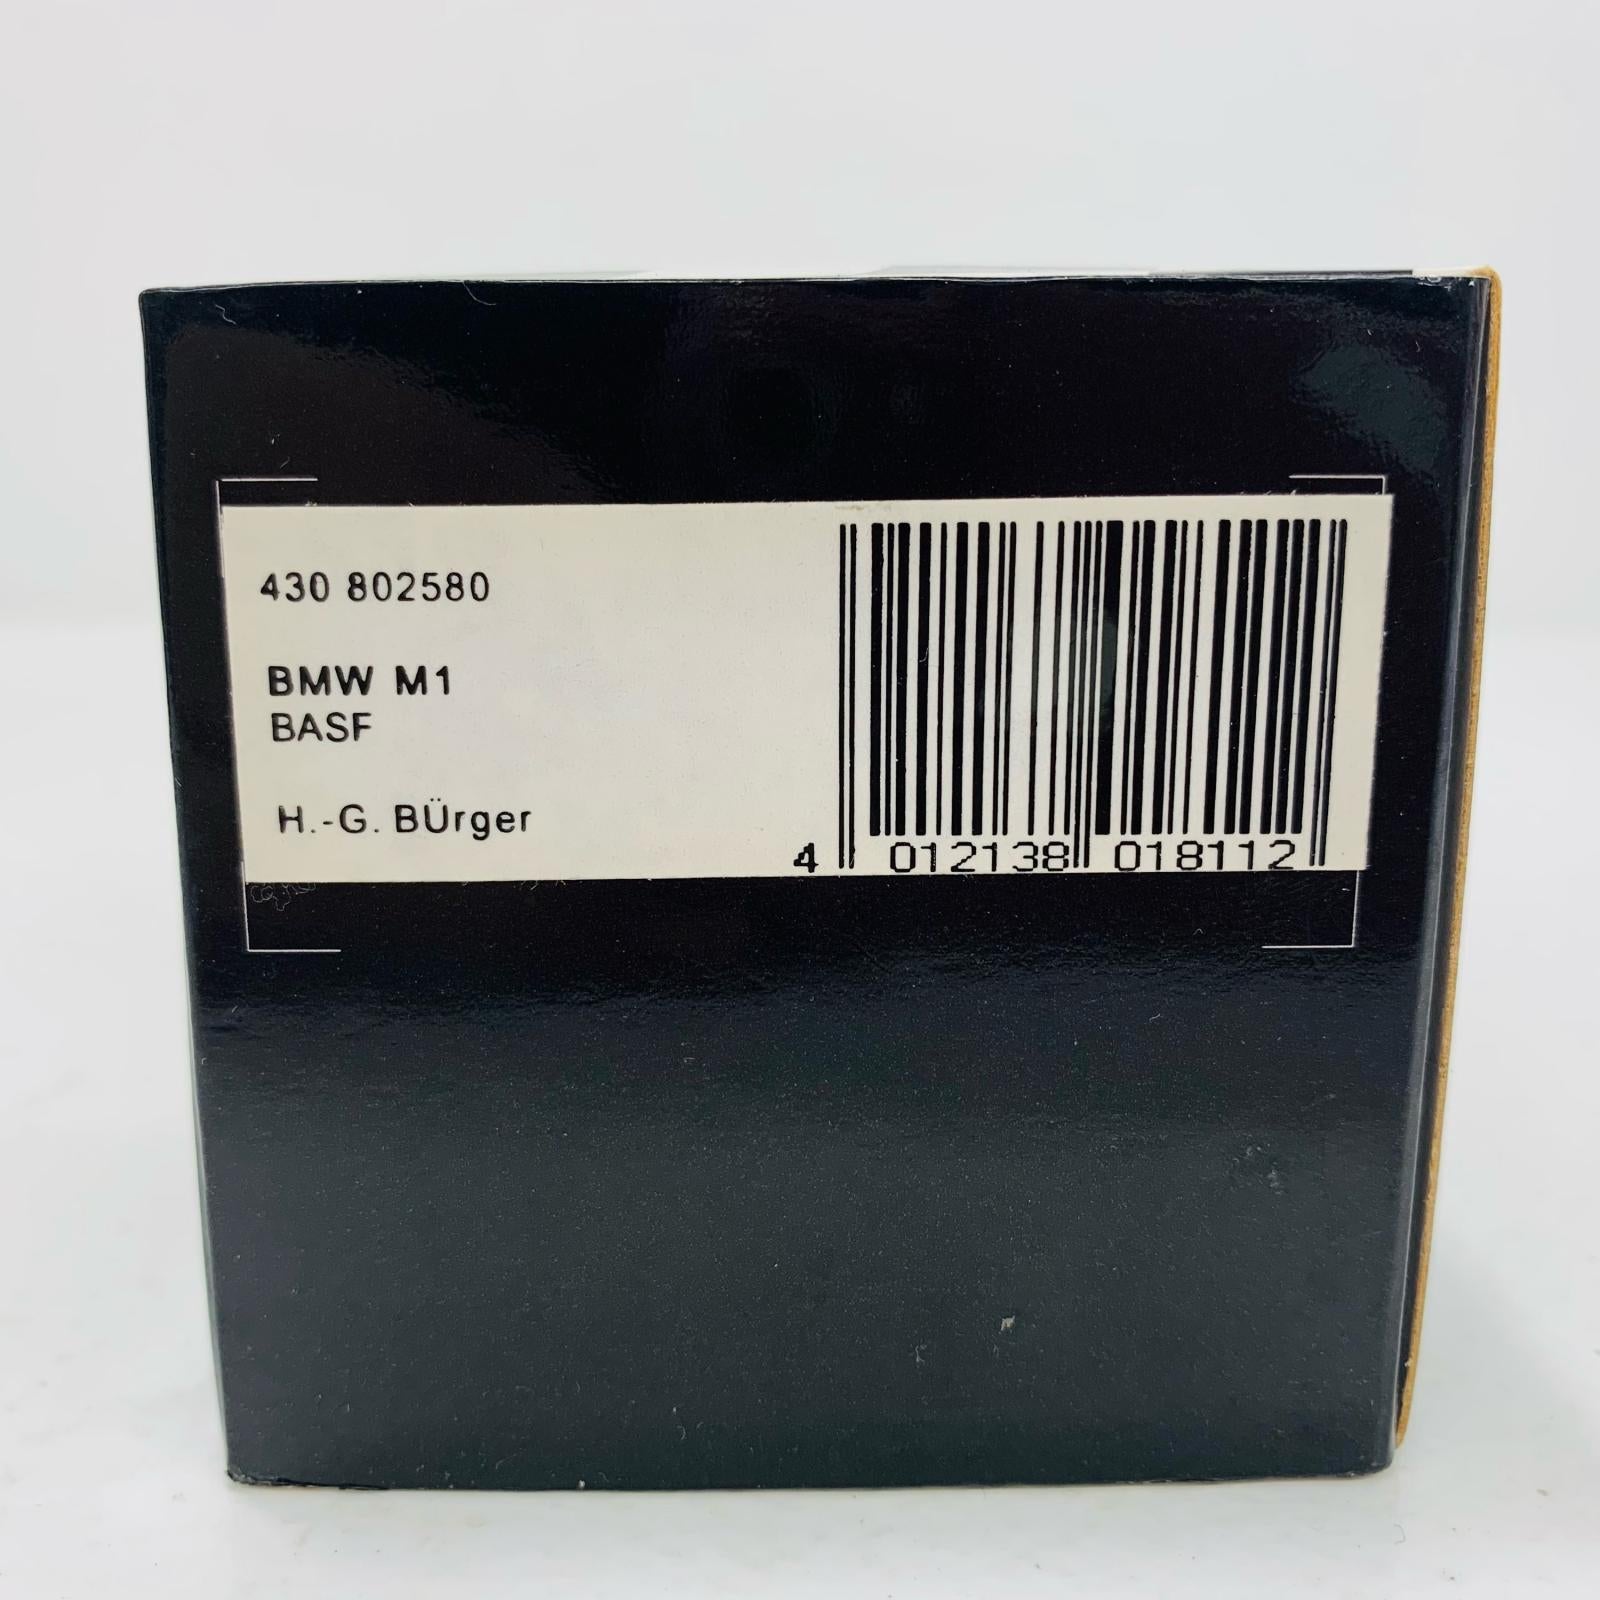 430 802580
BMW M1
BASF
H.-G. BÜrger
4 012138 018112